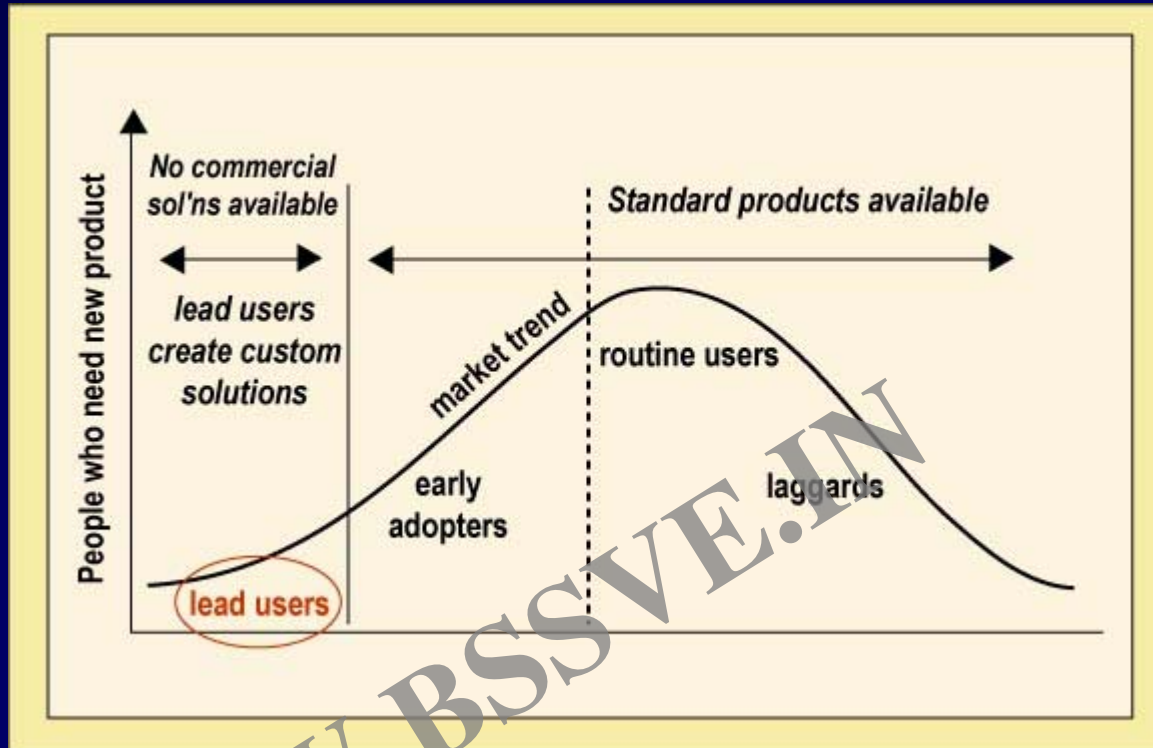 No commercial
sol'ns available
Standard products available
lead users
create custom
solutions
People who need new product
market trend
routine users
early
adopters
laggards
lead users
BSSVE.IN